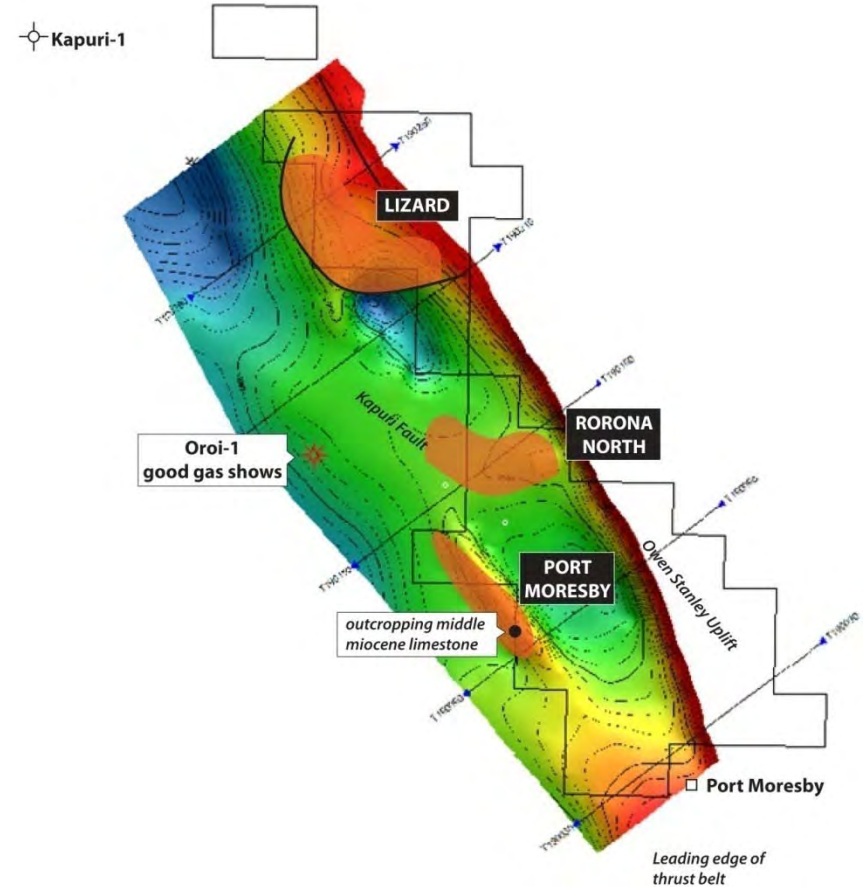 Kapuri-1
LIZARD
Kapuri Fault
Oroi-1
good gas shows
RORONA
NORTH
PORT
MORESBY
Owen Stanley Uplift
outcropping middle
miocene limestone
Port Moresby
Leading edge of
thrust belt